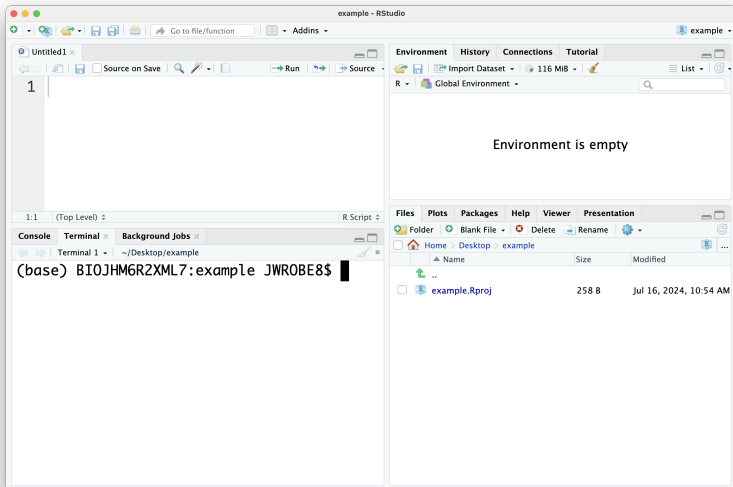 example - RStudio
Go to file/function
Addins
example
Untitled1
Source on Save
Run
Source
1
1:1
(Top Level)
R Script
Console
Terminal
Background Jobs
Terminal 1
~/Desktop/example
(base) BIOJHM6R2XML7:example JWROBE8$
Environment
History
Connections
Tutorial
Import Dataset
116 MiB
List
R
Global Environment
Environment is empty
Files
Plots
Packages
Help
Viewer
Presentation
Folder
Blank File
Delete
Rename
Home
Desktop
example
...
Name
Size
Modified
..
example.Rproj
258 B
Jul 16, 2024, 10:54 AM